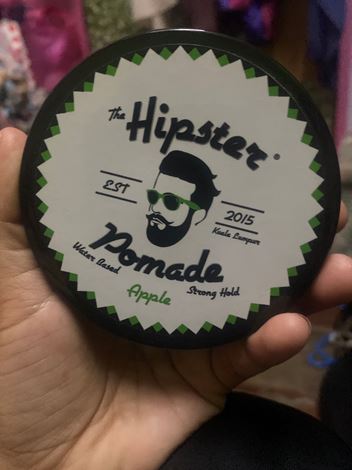 The
Hipster®
EST
2015
Kuala Lumpur
Pomade
Water Based
Strong Hold
Apple